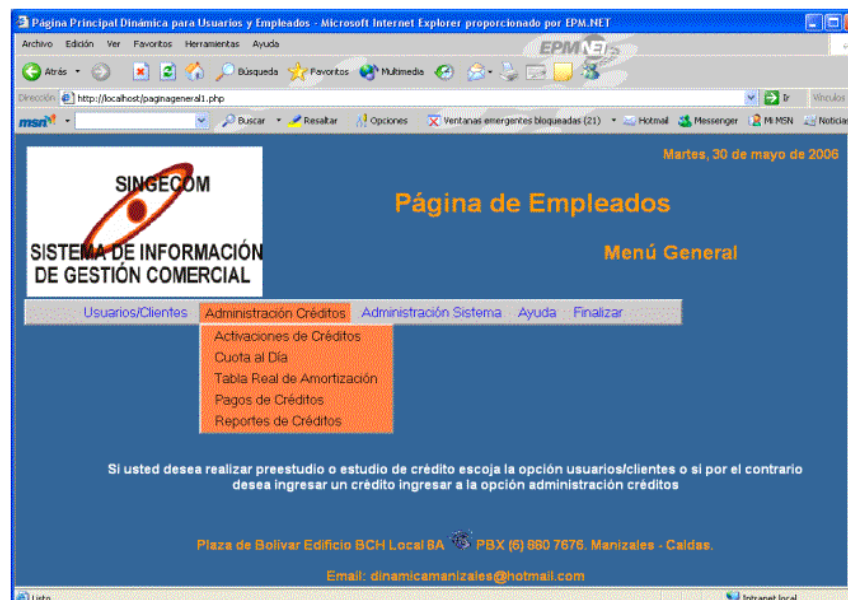 Página Principal Dinámica para Usuarios y Empleados - Microsoft Internet Explorer proporcionado por EPM.NET
Archivo Edición Ver Favoritos Herramientas Ayuda
EPM NET
Atrás Búsqueda Favoritos Multimedia
Dirección http://localhost/paginageneral1.php Ir Vínculos
msn Buscar Resaltar Opciones Ventanas emergentes bloqueadas (21) Hotmail Messenger Mi MSN Noticias
Martes, 30 de mayo de 2006
SINGECOM
SISTEMA DE INFORMACIÓN
DE GESTIÓN COMERCIAL
Página de Empleados
Menú General
Usuarios/Clientes Administración Créditos Administración Sistema Ayuda Finalizar
Activaciones de Créditos
Cuota al Día
Tabla Real de Amortización
Pagos de Créditos
Reportes de Créditos
Si usted desea realizar preestudio o estudio de crédito escoja la opción usuarios/clientes o si por el contrario
desea ingresar un crédito ingresar a la opción administración créditos
Plaza de Bolivar Edificio BCH Local 8A PBX (6) 880 7676. Manizales - Caldas.
Email: dinamicamanizales@hotmail.com
Listo Intranet local